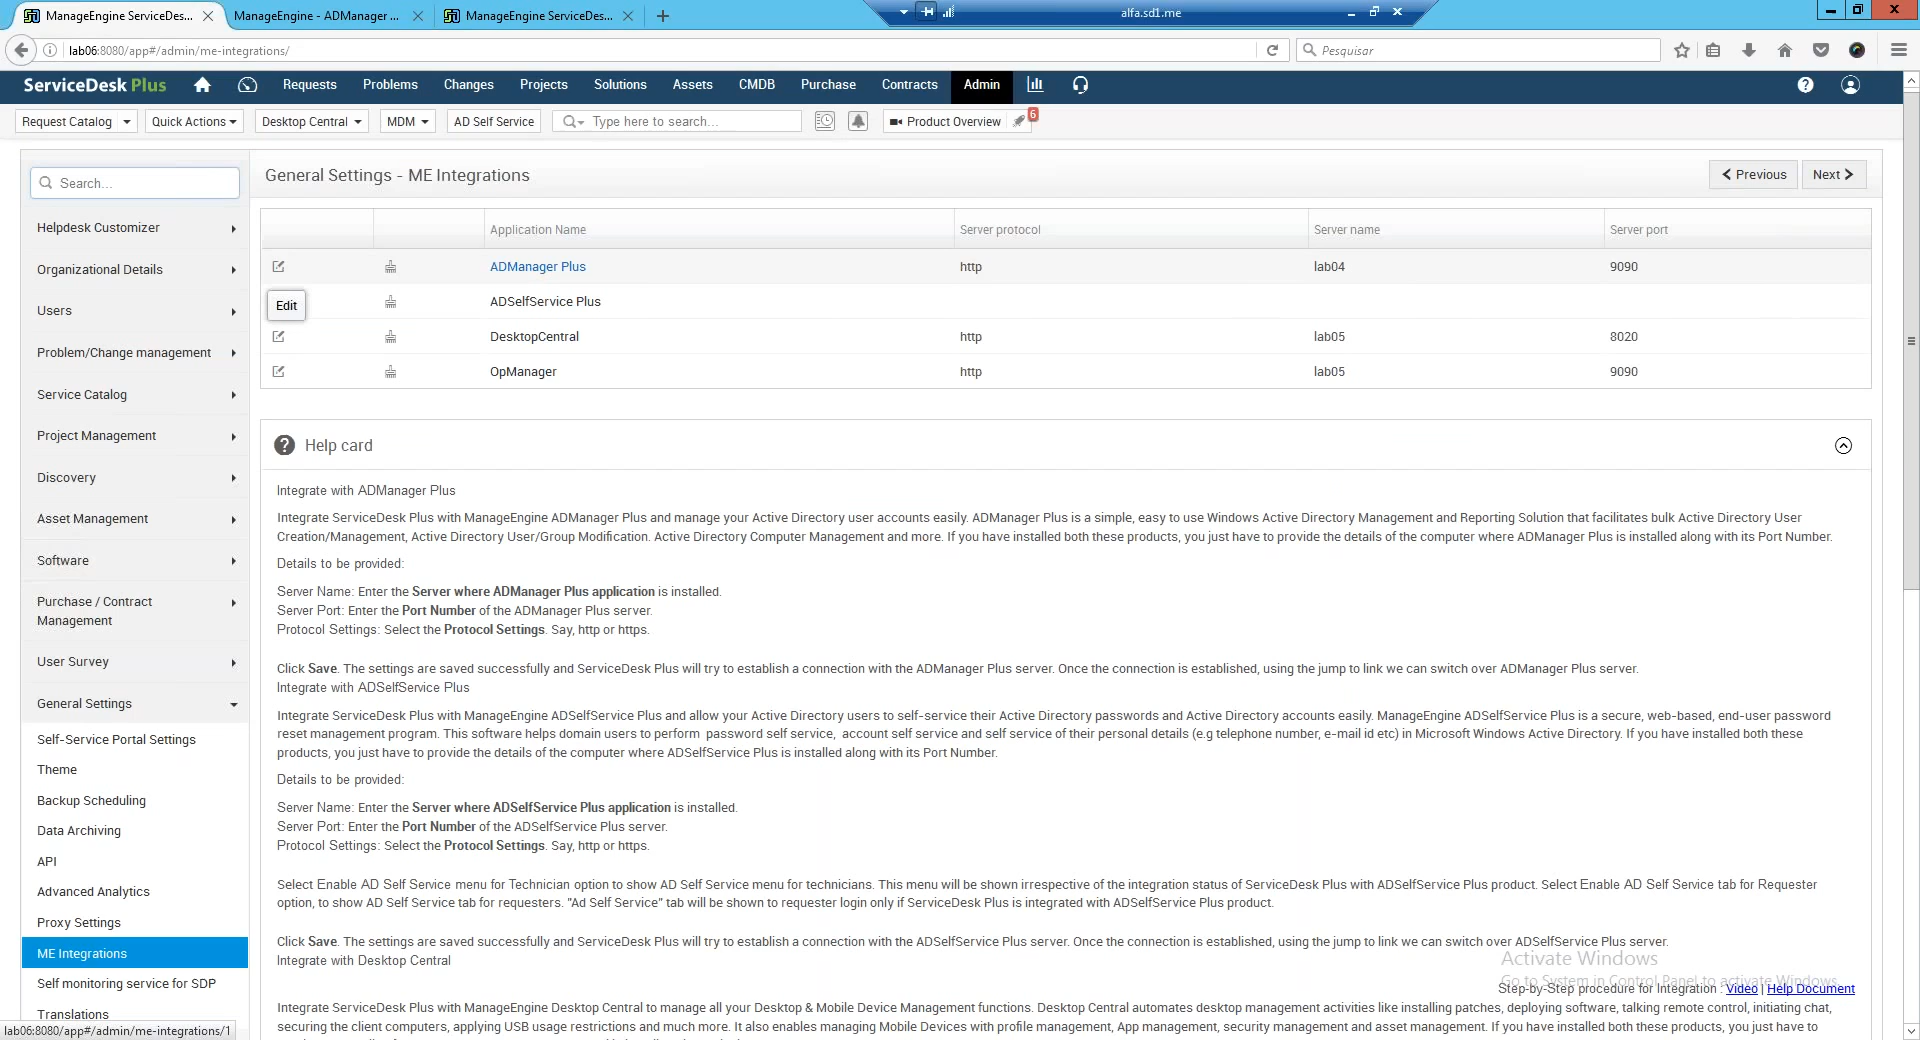 ManageEngine ServiceDes...
ManageEngine - ADManager ...
ManageEngine ServiceDes...
alfa.sd1.me
lab06:8080/app#/admin/me-integrations/
Pesquisar
ServiceDesk Plus
Requests
Problems
Changes
Projects
Solutions
Assets
CMDB
Purchase
Contracts
Admin
Request Catalog
Quick Actions
Desktop Central
MDM
AD Self Service
Type here to search...
Product Overview
6
Search...
General Settings - ME Integrations
Previous
Next
Helpdesk Customizer
Organizational Details
Users
Problem/Change management
Service Catalog
Project Management
Discovery
Asset Management
Software
Purchase / Contract
Management
User Survey
General Settings
Self-Service Portal Settings
Theme
Backup Scheduling
Data Archiving
API
Advanced Analytics
Proxy Settings
ME Integrations
Self monitoring service for SDP
Translations
lab06:8080/app#/admin/me-integrations/1
Application Name Server protocol Server name Server port
ADManager Plus http lab04 9090
Edit
ADSelfService Plus
DesktopCentral http lab05 8020
OpManager http lab05 9090
Help card
Integrate with ADManager Plus
Integrate ServiceDesk Plus with ManageEngine ADManager Plus and manage your Active Directory user accounts easily. ADManager Plus is a simple, easy to use Windows Active Directory Management and Reporting Solution that facilitates bulk Active Directory User
Creation/Management, Active Directory User/Group Modification. Active Directory Computer Management and more. If you have installed both these products, you just have to provide the details of the computer where ADManager Plus is installed along with its Port Number.
Details to be provided:
Server Name: Enter the Server where ADManager Plus application is installed.
Server Port: Enter the Port Number of the ADManager Plus server.
Protocol Settings: Select the Protocol Settings. Say, http or https.
Click Save. The settings are saved successfully and ServiceDesk Plus will try to establish a connection with the ADManager Plus server. Once the connection is established, using the jump to link we can switch over ADManager Plus server.
Integrate with ADSelfService Plus
Integrate ServiceDesk Plus with ManageEngine ADSelfService Plus and allow your Active Directory users to self-service their Active Directory passwords and Active Directory accounts easily. ManageEngine ADSelfService Plus is a secure, web-based, end-user password
reset management program. This software helps domain users to perform password self service, account self service and self service of their personal details (e.g telephone number, e-mail id etc) in Microsoft Windows Active Directory. If you have installed both these
products, you just have to provide the details of the computer where ADSelfService Plus is installed along with its Port Number.
Details to be provided:
Server Name: Enter the Server where ADSelfService Plus application is installed.
Server Port: Enter the Port Number of the ADSelfService Plus server.
Protocol Settings: Select the Protocol Settings. Say, http or https.
Select Enable AD Self Service menu for Technician option to show AD Self Service menu for technicians. This menu will be shown irrespective of the integration status of ServiceDesk Plus with ADSelfService Plus product. Select Enable AD Self Service tab for Requester
option, to show AD Self Service tab for requesters. "Ad Self Service" tab will be shown to requester login only if ServiceDesk Plus is integrated with ADSelfService Plus product.
Click Save. The settings are saved successfully and ServiceDesk Plus will try to establish a connection with the ADSelfService Plus server. Once the connection is established, using the jump to link we can switch over ADSelfService Plus server.
Integrate with Desktop Central
Activate Windows
Go to System in Control Panel to activate Windows.
Step-by-Step procedure for Integration : Video | Help Document
Integrate ServiceDesk Plus with ManageEngine Desktop Central to manage all your Desktop & Mobile Device Management functions. Desktop Central automates desktop management activities like installing patches, deploying software, talking remote control, initiating chat,
securing the client computers, applying USB usage restrictions and much more. It also enables managing Mobile Devices with profile management, App management, security management and asset management. If you have installed both these products, you just have to